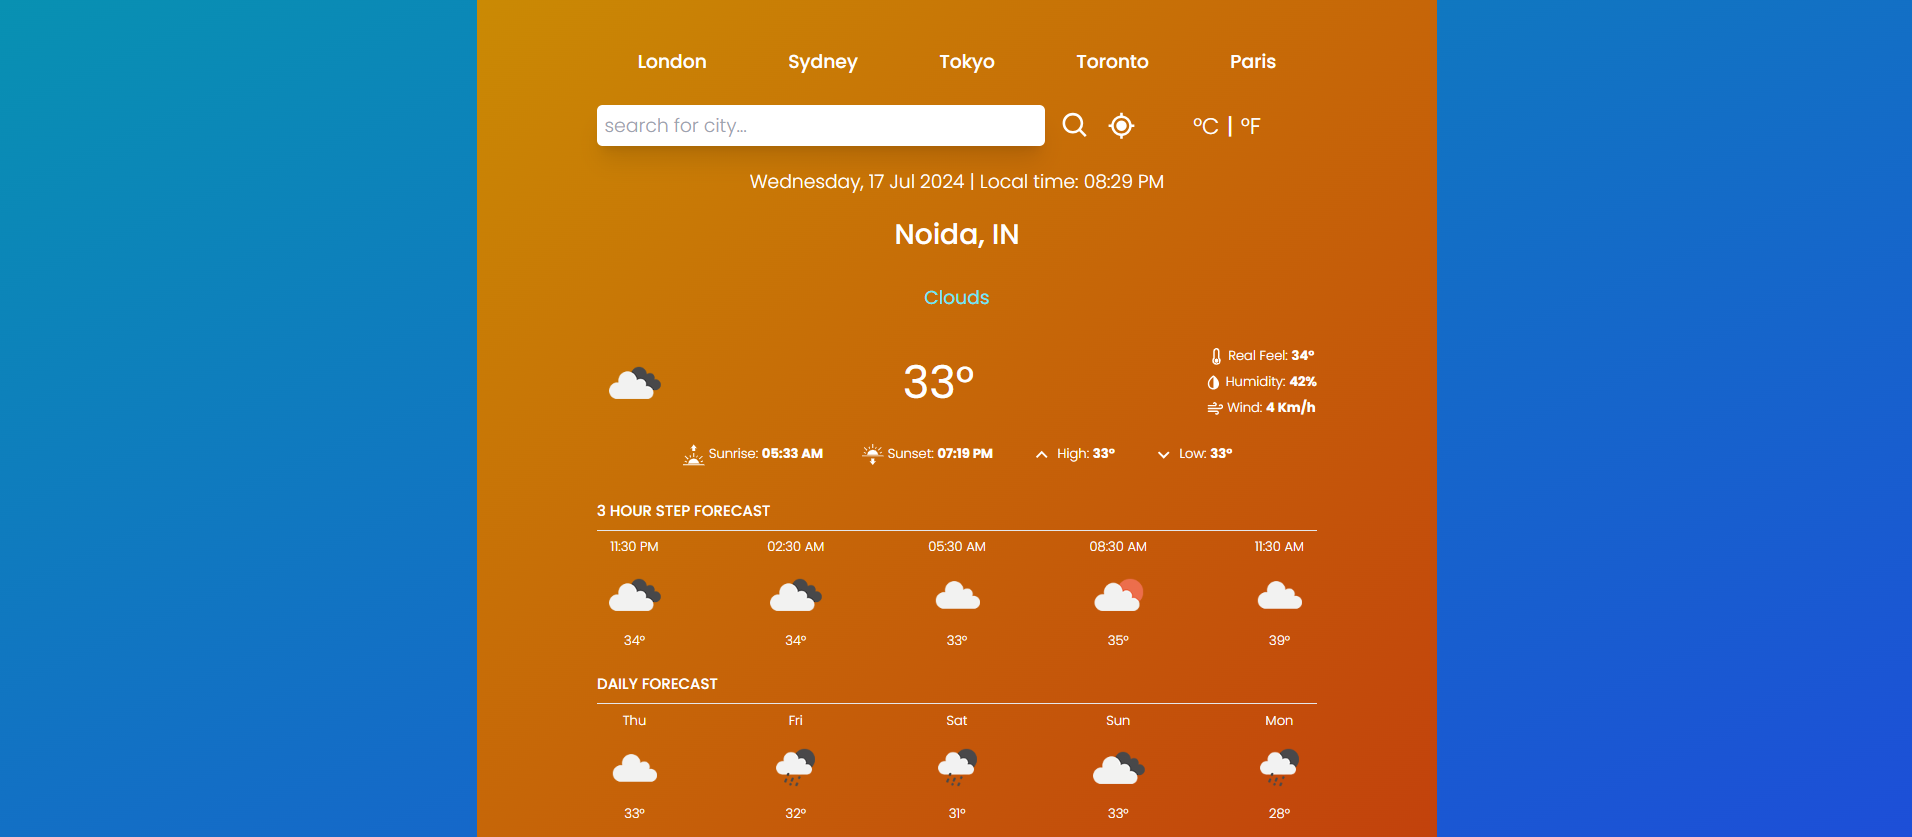 London Sydney Tokyo Toronto Paris
search for city... °C | °F
Wednesday, 17 Jul 2024 | Local time: 08:29 PM
Noida, IN
Clouds
33°
Real Feel: 34°
Humidity: 42%
Wind: 4 Km/h
Sunrise: 05:33 AM Sunset: 07:19 PM High: 33° Low: 33°
3 HOUR STEP FORECAST
11:30 PM 02:30 AM 05:30 AM 08:30 AM 11:30 AM
34° 34° 33° 35° 39°
DAILY FORECAST
Thu Fri Sat Sun Mon
33° 32° 31° 33° 28°